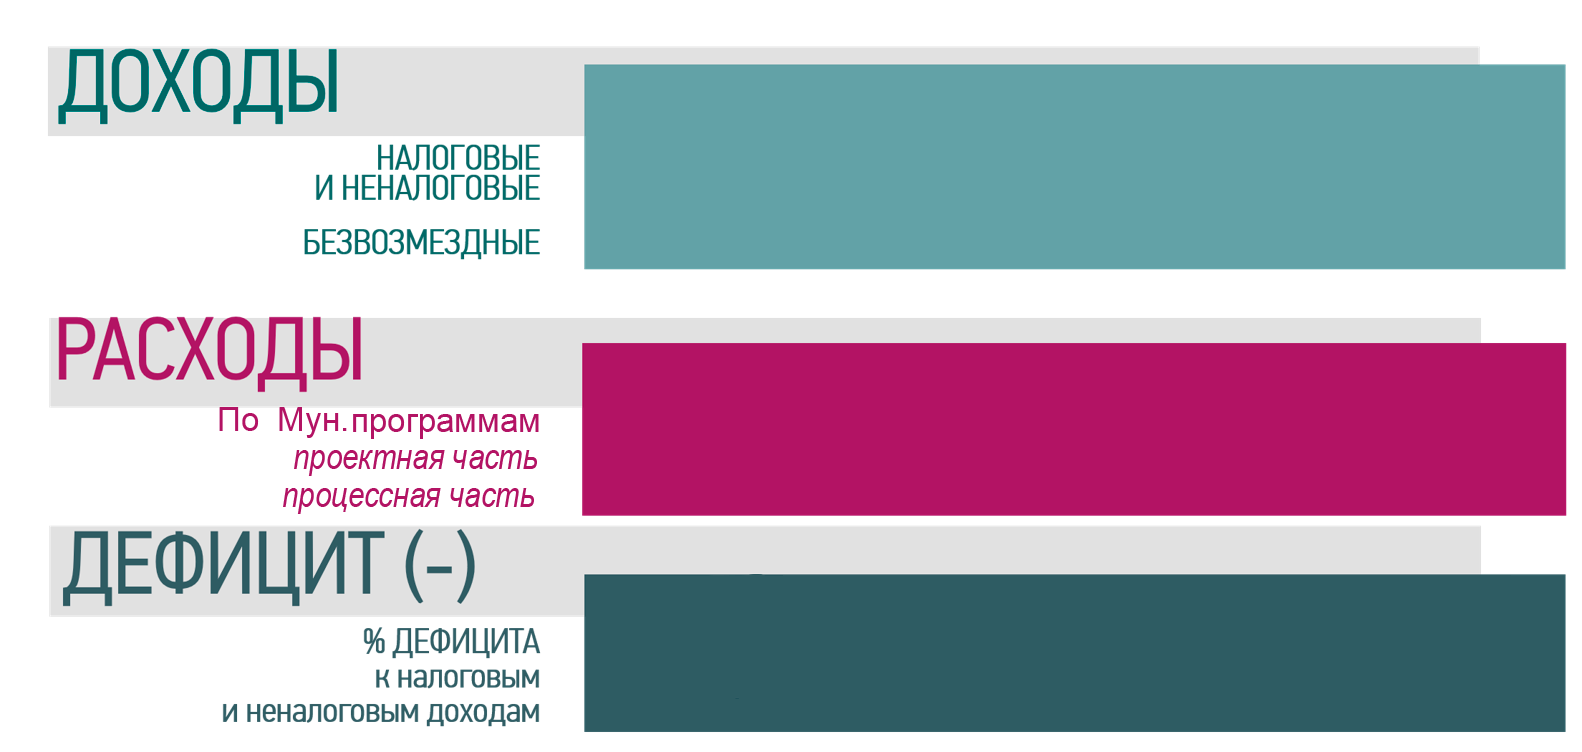 ДОХОДЫ
НАЛОГОВЫЕ
И НЕНАЛОГОВЫЕ
БЕЗВОЗМЕЗДНЫЕ
РАСХОДЫ
По Мун.программам
проектная часть
процессная часть
ДЕФИЦИТ (-)
% ДЕФИЦИТА
к налоговым
и неналоговым доходам